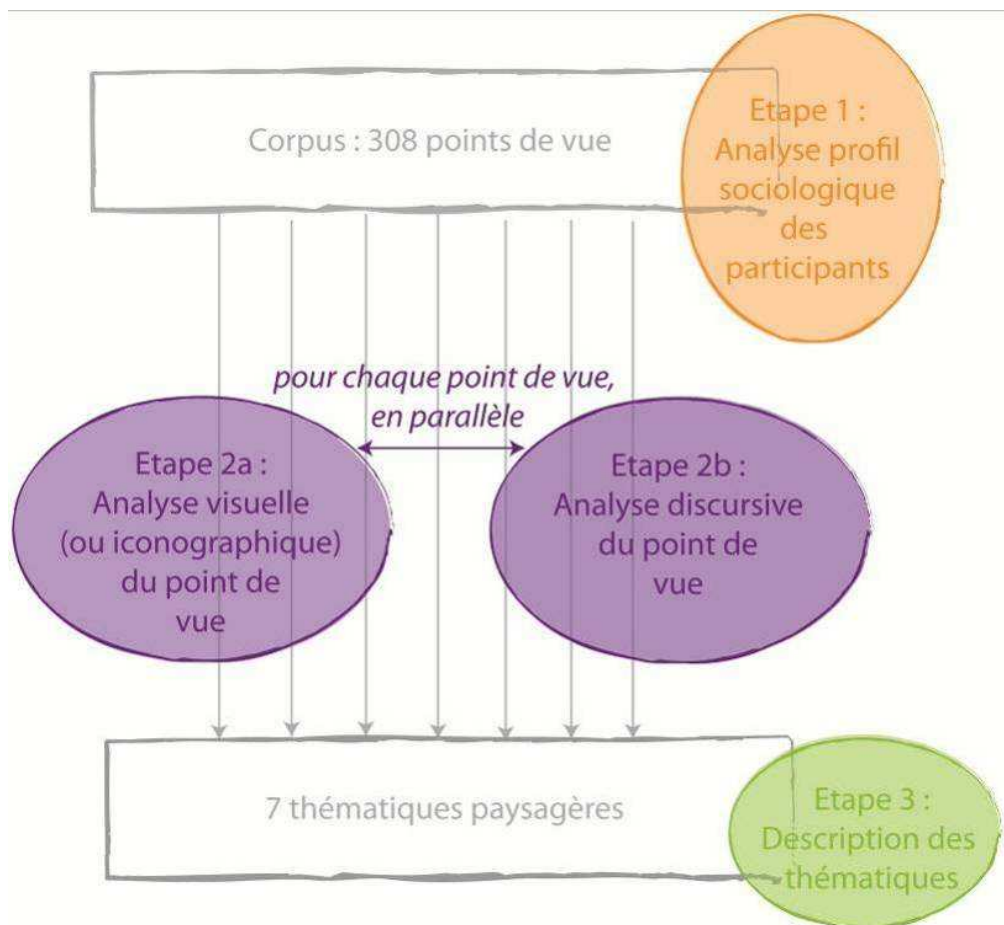 Corpus : 308 points de vue
Etape 1 :
Analyse profil
sociologique
des
participants
pour chaque point de vue,
en parallèle
Etape 2a :
Analyse visuelle
(ou iconographique)
du point de
vue
Etape 2b :
Analyse discursive
du point de
vue
7 thématiques paysagères
Etape 3 :
Description des
thématiques